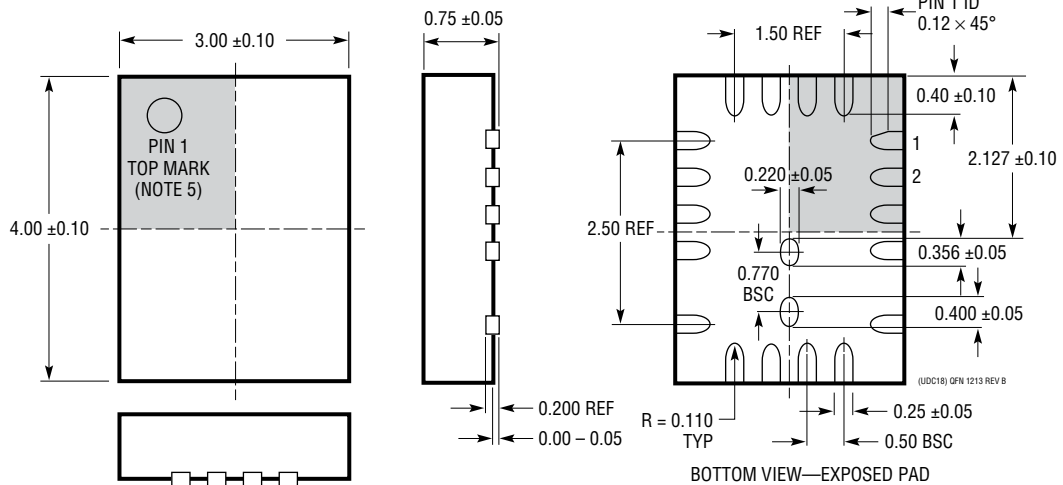 3.00 ±0.10
4.00 ±0.10
PIN 1
TOP MARK
(NOTE 5)
0.75 ±0.05
0.200 REF
0.00 – 0.05
1.50 REF
PIN 1 ID
0.12 × 45°
0.40 ±0.10
1
2
2.127 ±0.10
0.220 ±0.05
2.50 REF
0.770
BSC
0.356 ±0.05
0.400 ±0.05
(UDC18) QFN 1213 REV B
R = 0.110
TYP
0.25 ±0.05
0.50 BSC
BOTTOM VIEW—EXPOSED PAD